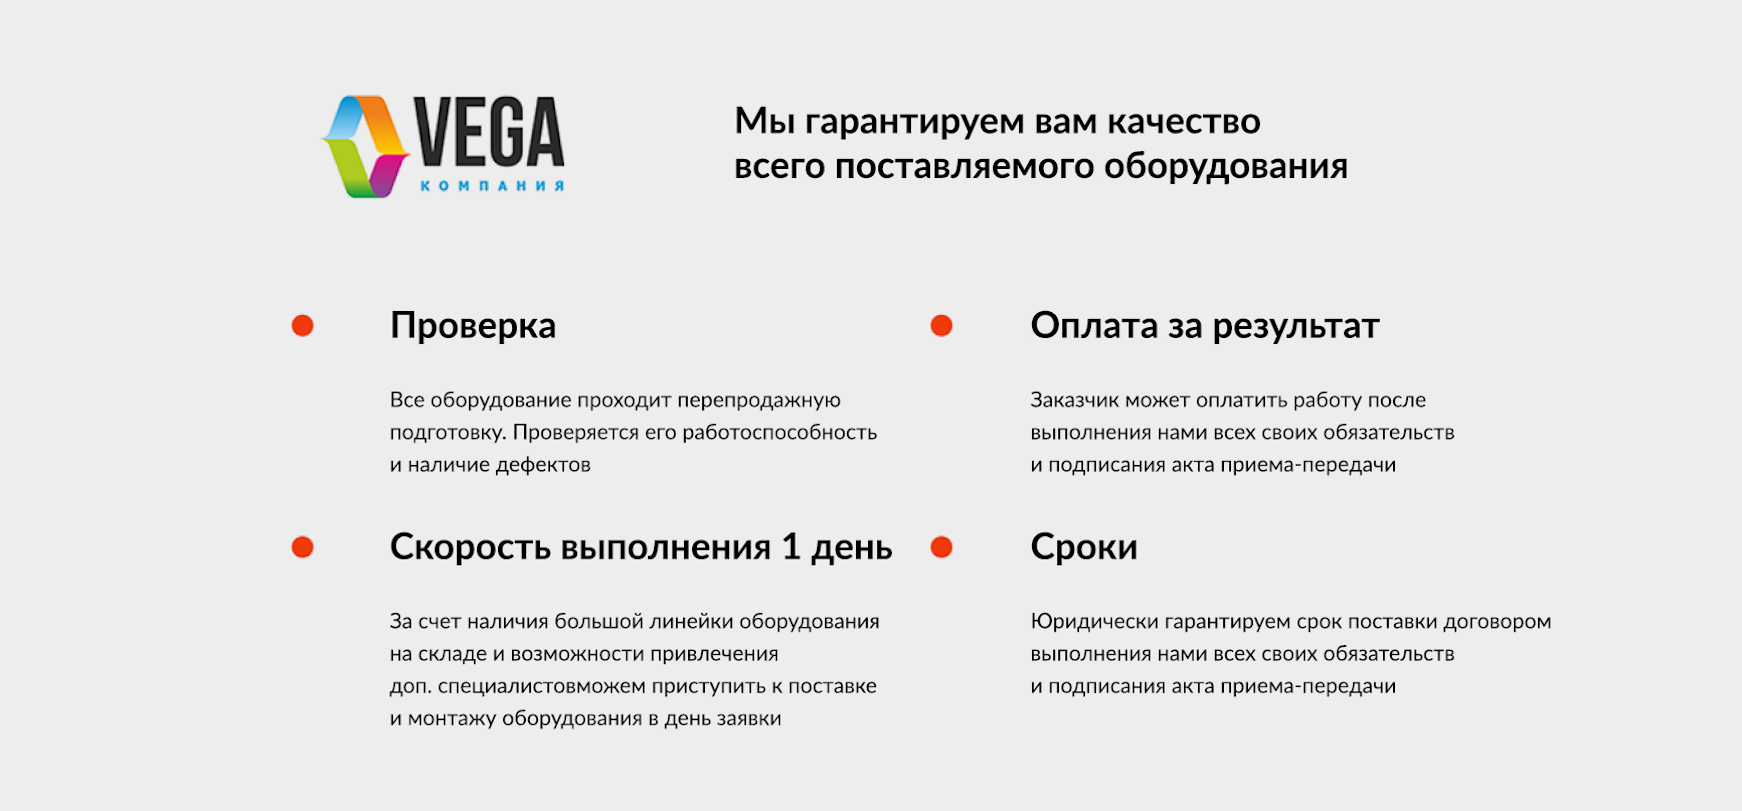 VEGA
КОМПАНИЯ
Мы гарантируем вам качество
всего поставляемого оборудования
Проверка
Все оборудование проходит перепродажную
подготовку. Проверяется его работоспособность
и наличие дефектов
Оплата за результат
Заказчик может оплатить работу после
выполнения нами всех своих обязательств
и подписания акта приема-передачи
Скорость выполнения 1 день
За счет наличия большой линейки оборудования
на складе и возможности привлечения
доп. специалистовможем приступить к поставке
и монтажу оборудования в день заявки
Сроки
Юридически гарантируем срок поставки договором
выполнения нами всех своих обязательств
и подписания акта приема-передачи